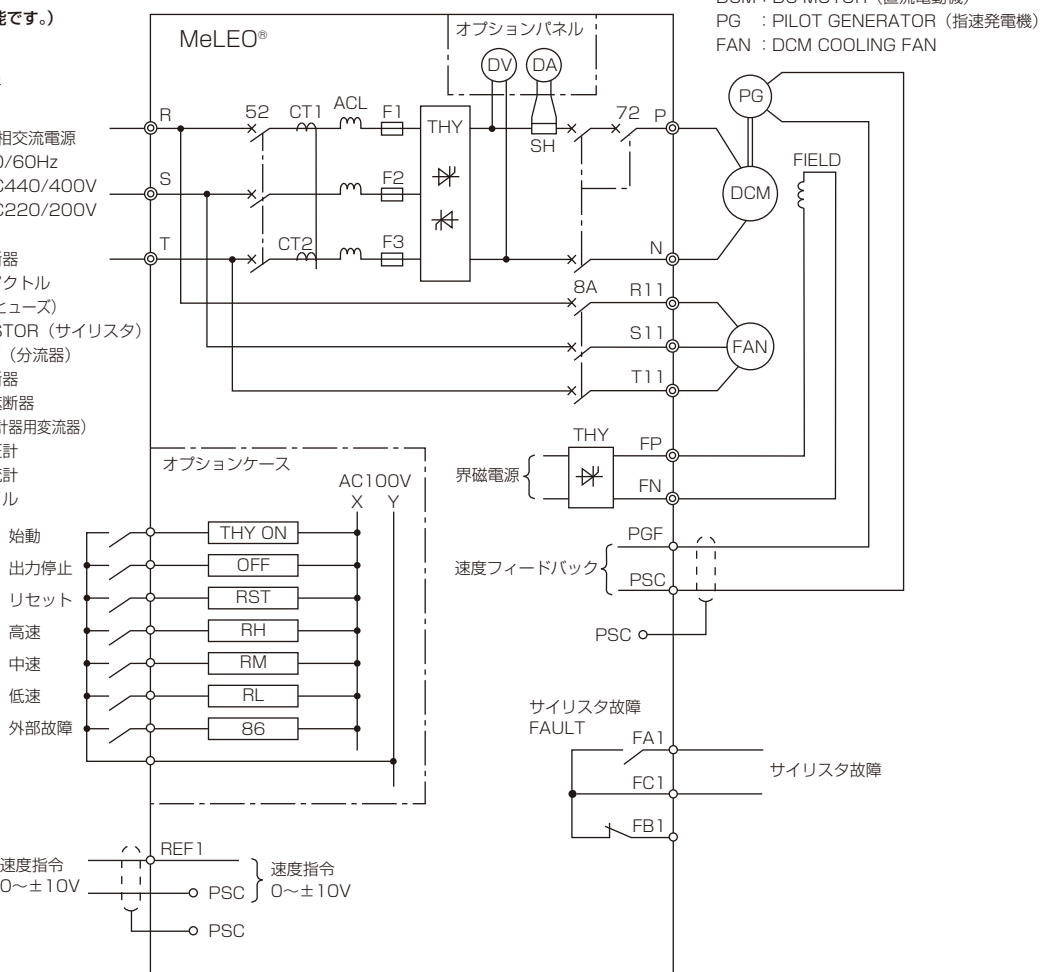 能です。)
DCM : DC MOTOR (直流電動機)
PG : PILOT GENERATOR (指速発電機)
FAN : DCM COOLING FAN
MeLEO®
オプションパネル
DV
DA
R
52
CT1
ACL
F1
THY
SH
72
P
PG
相交流電源
0/60Hz
C440/400V
C220/200V
S
F2
FIELD
DCM
T
CT2
F3
N
断器
アクトル
ヒューズ)
STOR (サイリスタ)
(分流器)
断器
遮断器
計器用変流器)
圧計
流計
ル
8A
R11
S11
T11
FAN
THY
界磁電源
FP
FN
オプションケース
AC100V
X
Y
始動
THY ON
出力停止
OFF
リセット
RST
高速
RH
中速
RM
低速
RL
外部故障
86
速度フィードバック
PGF
PSC
PSC
サイリスタ故障
FAULT
FA1
FC1
FB1
サイリスタ故障
速度指令
0～±10V
REF1
PSC
速度指令
0～±10V
PSC